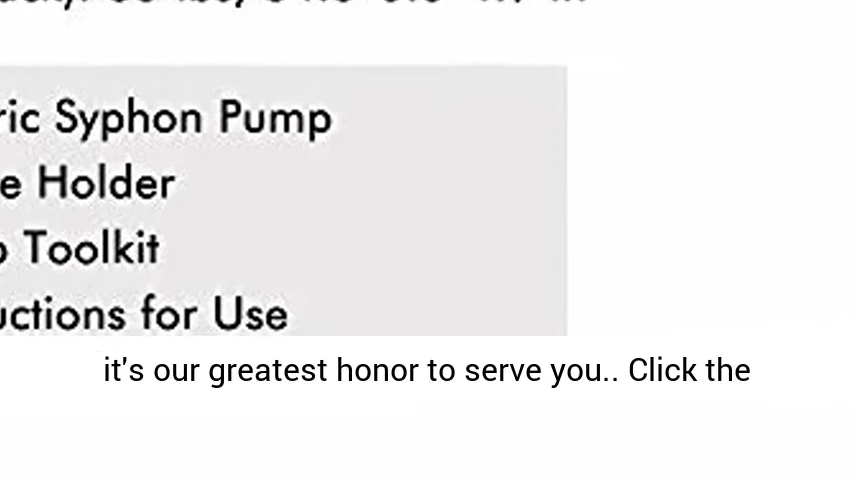 ric Syphon Pump
e Holder
Toolkit
uctions for Use
it's our greatest honor to serve you.. Click the